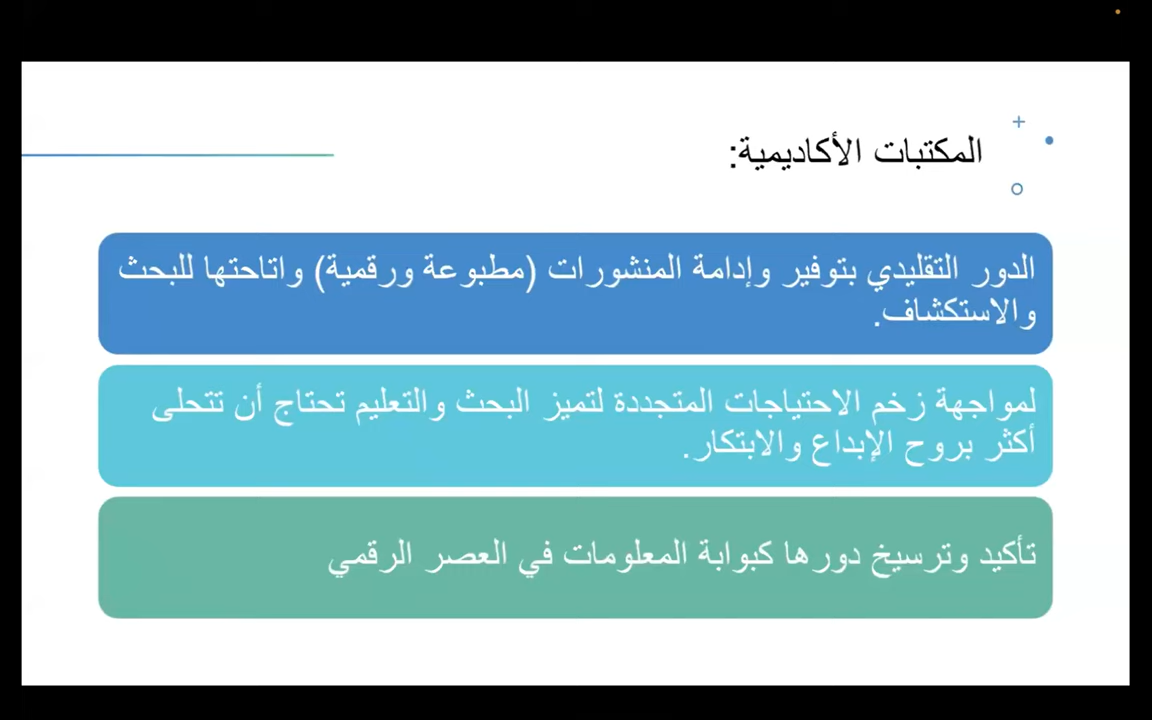 المكتبات الأكاديمية:
الدور التقليدي بتوفير وإدامة المنشورات (مطبوعة ورقمية) واتاحتها للبحث
والاستكشاف.
لمواجهة زخم الاحتياجات المتجددة لتميز البحث والتعليم تحتاج أن تتحلى
أكثر بروح الإبداع والابتكار.
تأكيد وترسيخ دورها كبوابة المعلومات في العصر الرقمي